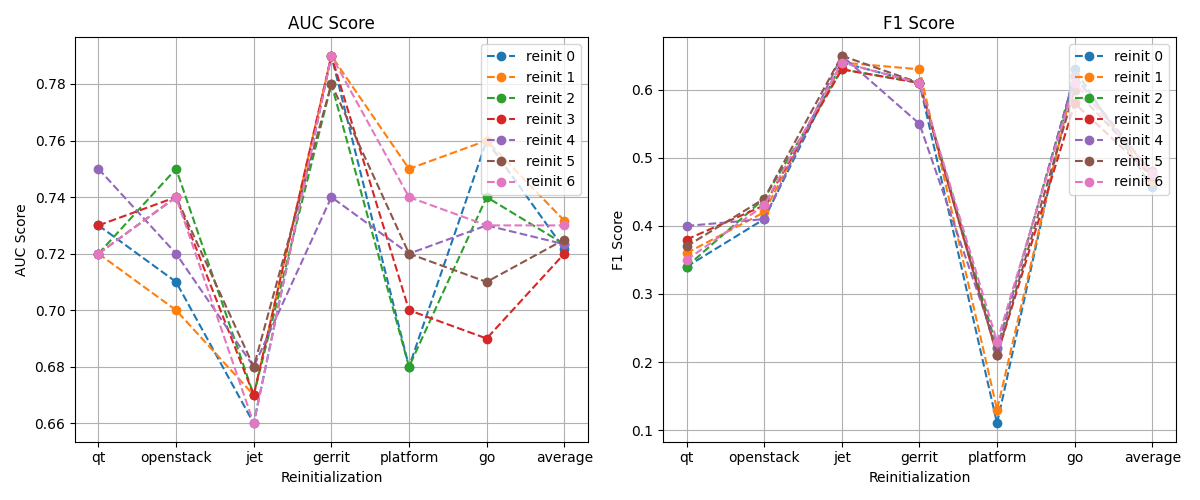 AUC Score
AUC Score
0.78
0.76
0.74
0.72
0.70
0.68
0.66
qt openstack jet gerrit platform go average
Reinitialization
reinit 0
reinit 1
reinit 2
reinit 3
reinit 4
reinit 5
reinit 6
F1 Score
F1 Score
0.6
0.5
0.4
0.3
0.2
0.1
qt openstack jet gerrit platform go average
Reinitialization
reinit 0
reinit 1
reinit 2
reinit 3
reinit 4
reinit 5
reinit 6